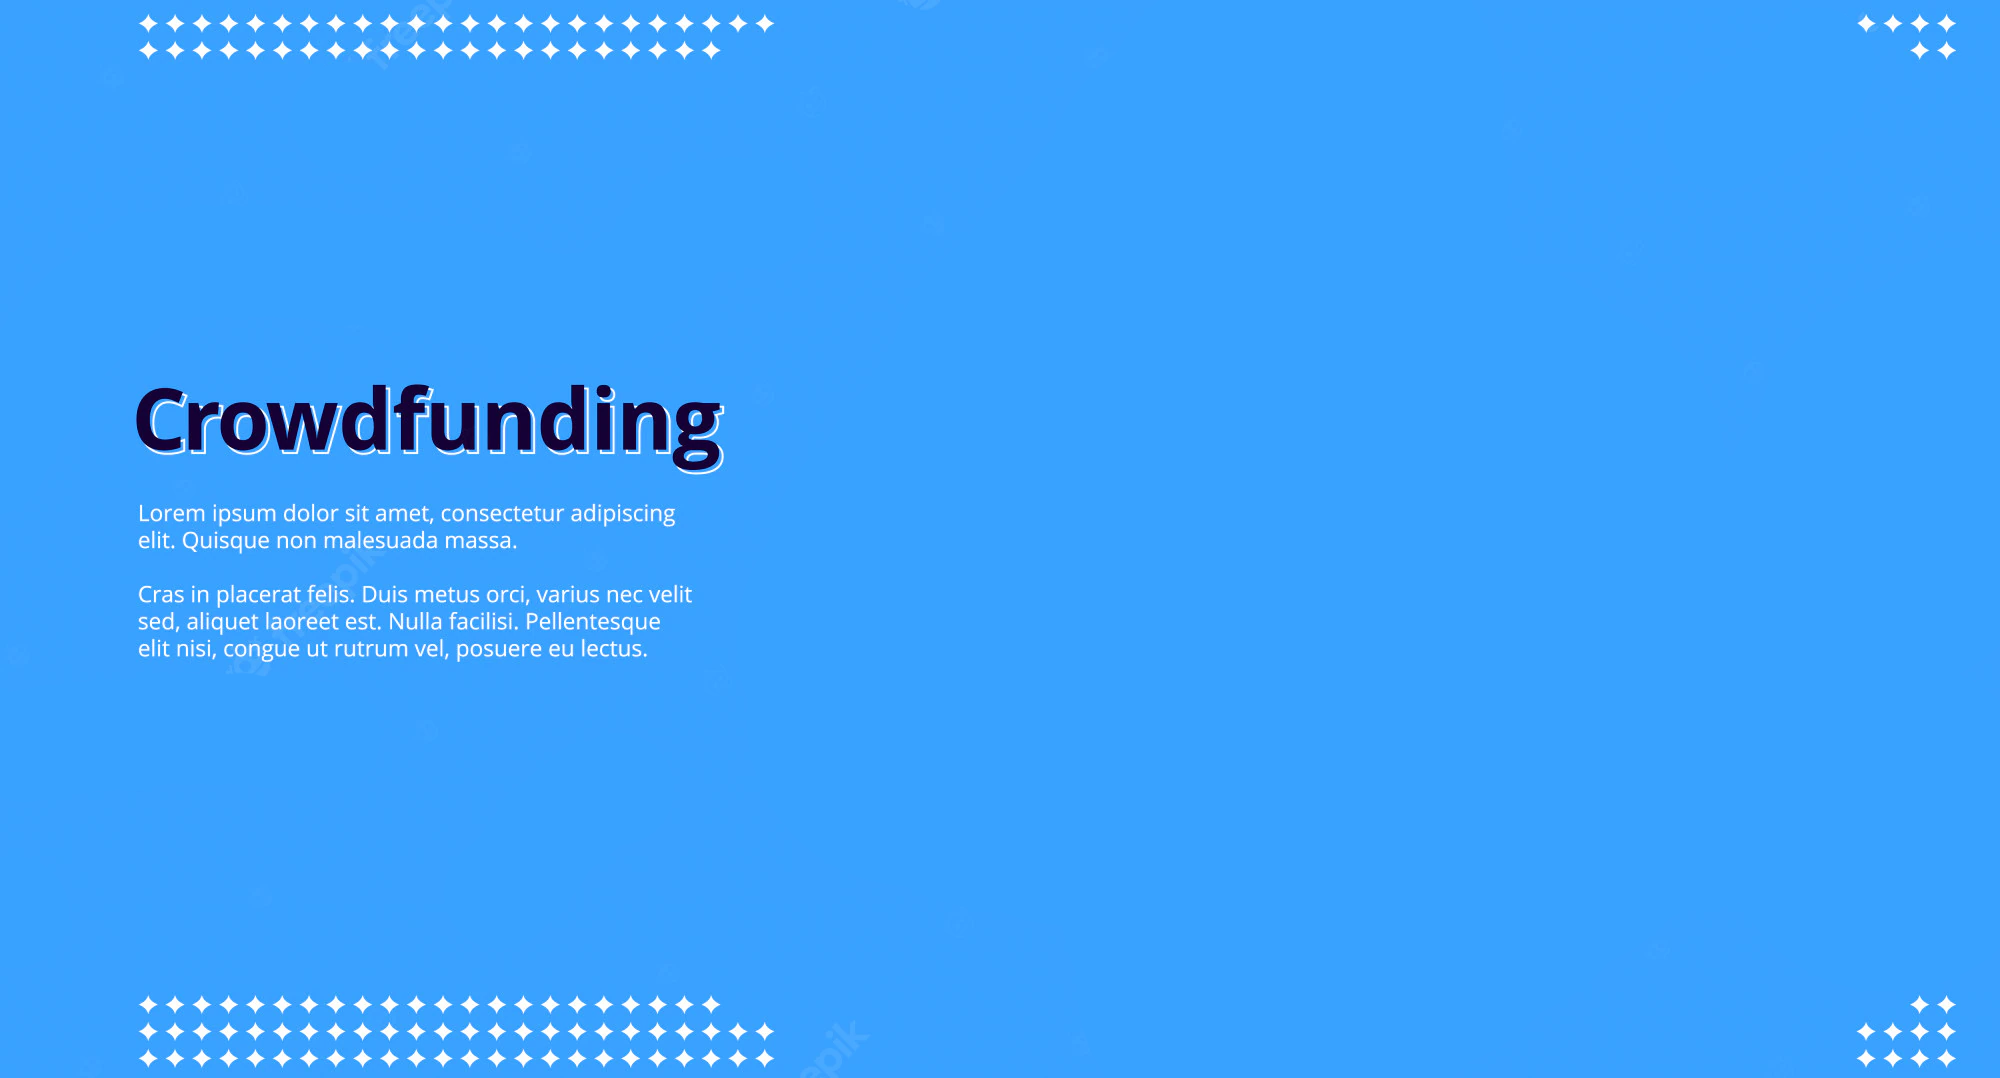 Crowdfunding
Lorem ipsum dolor sit amet, consectetur adipiscing
elit. Quisque non malesuada massa.
Cras in placerat felis. Duis metus orci, varius nec velit
sed, aliquet laoreet est. Nulla facilisi. Pellentesque
elit nisi, congue ut rutrum vel, posuere eu lectus.